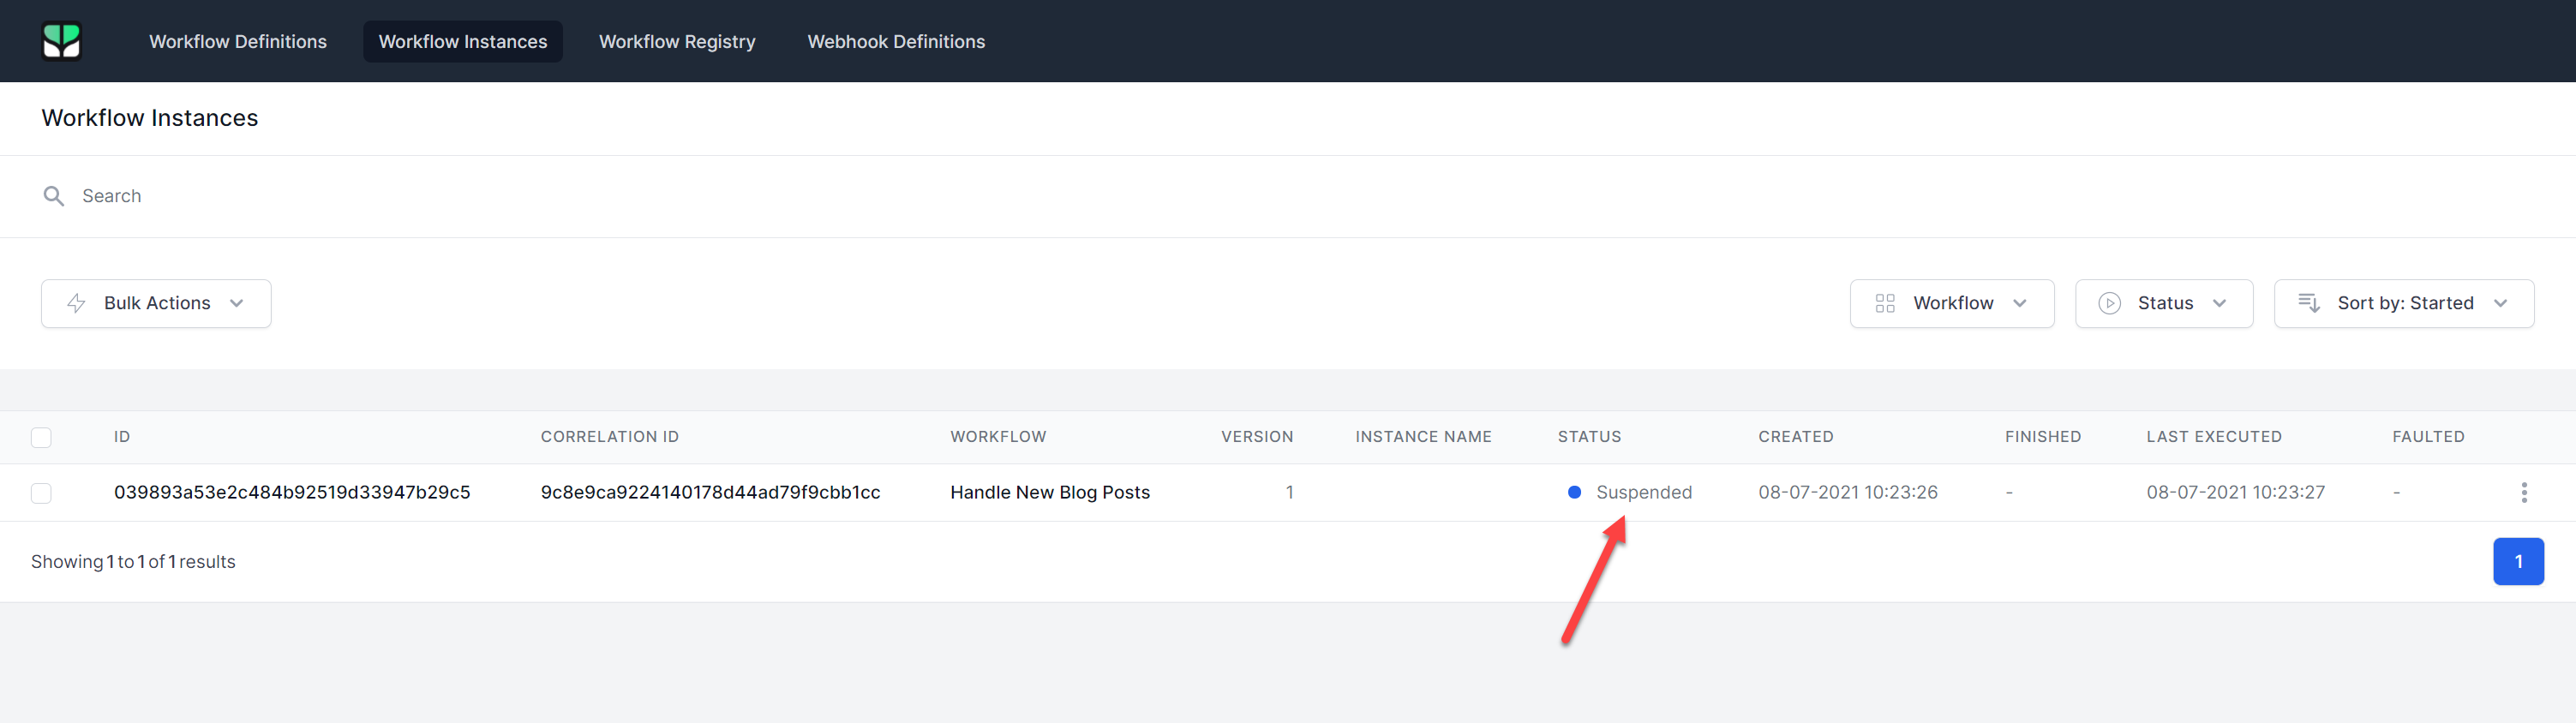 Workflow Definitions Workflow Instances Workflow Registry Webhook Definitions
Workflow Instances
Search
Bulk Actions Workflow Status Sort by: Started
ID CORRELATION ID WORKFLOW VERSION INSTANCE NAME STATUS CREATED FINISHED LAST EXECUTED FAULTED
039893a53e2c484b92519d33947b29c5 9c8e9ca9224140178d44ad79f9cbb1cc Handle New Blog Posts 1 Suspended 08-07-2021 10:23:26 - 08-07-2021 10:23:27 -
Showing 1 to 1 of 1 results 1